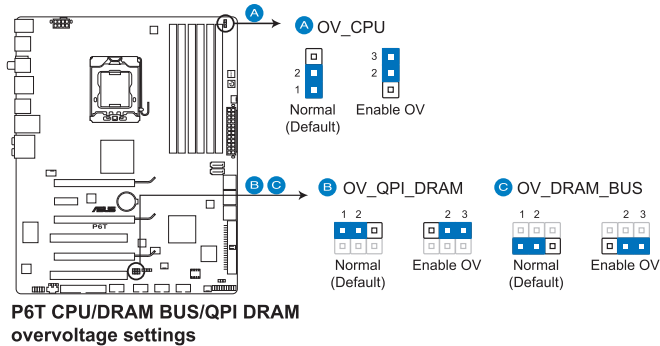 A
A OV_CPU
3
2 2
1
Normal
(Default)
Enable OV
B C
B OV_QPI_DRAM
C OV_DRAM_BUS
1 2
2 3
1 2
2 3
Normal
(Default)
Enable OV
Normal
(Default)
Enable OV
ASUS
P6T
P6T CPU/DRAM BUS/QPI DRAM
overvoltage settings